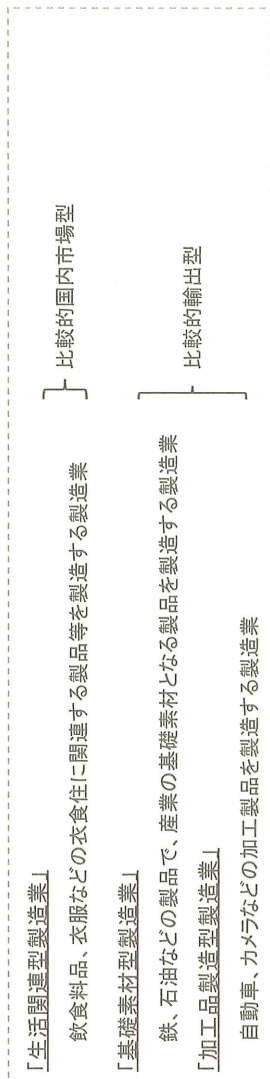 「生活関連型製造業」
飲食料品、衣服などの衣食住に関連する製品等を製造する製造業
比較的国内市場型
「基礎素材型製造業」
鉄、石油などの製品で、産業の基礎素材となる製品を製造する製造業
「加工品製造型製造業」
自動車、カメラなどの加工製品を製造する製造業
比較的輸出型